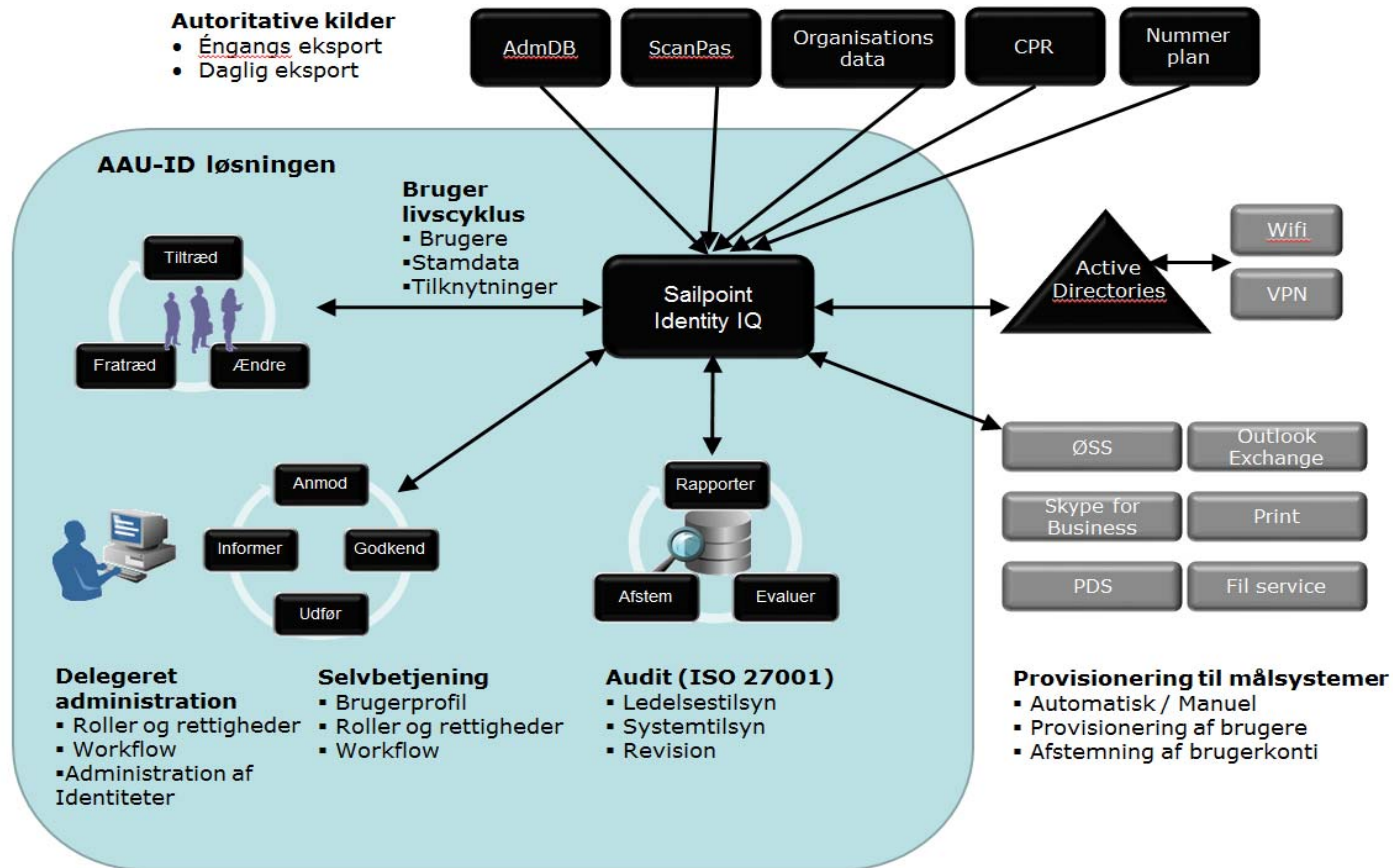 Autoritative kilder
• Éngangs eksport
• Daglig eksport
AdmDB
ScanPas
Organisations
data
CPR
Nummer
plan
AAU-ID løsningen
Bruger
livscyklus
▪ Brugere
▪Stamdata
▪Tilknytninger
Tiltræd
Fratræd
Ændre
Sailpoint
Identity IQ
Active
Directories
Wifi
VPN
Anmod
Informer
Godkend
Udfør
Rapporter
Afstem
Evaluer
ØSS
Outlook
Exchange
Skype for
Business
Print
PDS
Fil service
Delegeret
administration
▪ Roller og rettigheder
▪ Workflow
▪Administration af
Identiteter
Selvbetjening
▪ Brugerprofil
▪ Roller og rettigheder
▪ Workflow
Audit (ISO 27001)
▪ Ledelsestilsyn
▪ Systemtilsyn
▪ Revision
Provisionering til målsystemer
▪ Automatisk / Manuel
▪ Provisionering af brugere
▪ Afstemning af brugerkonti